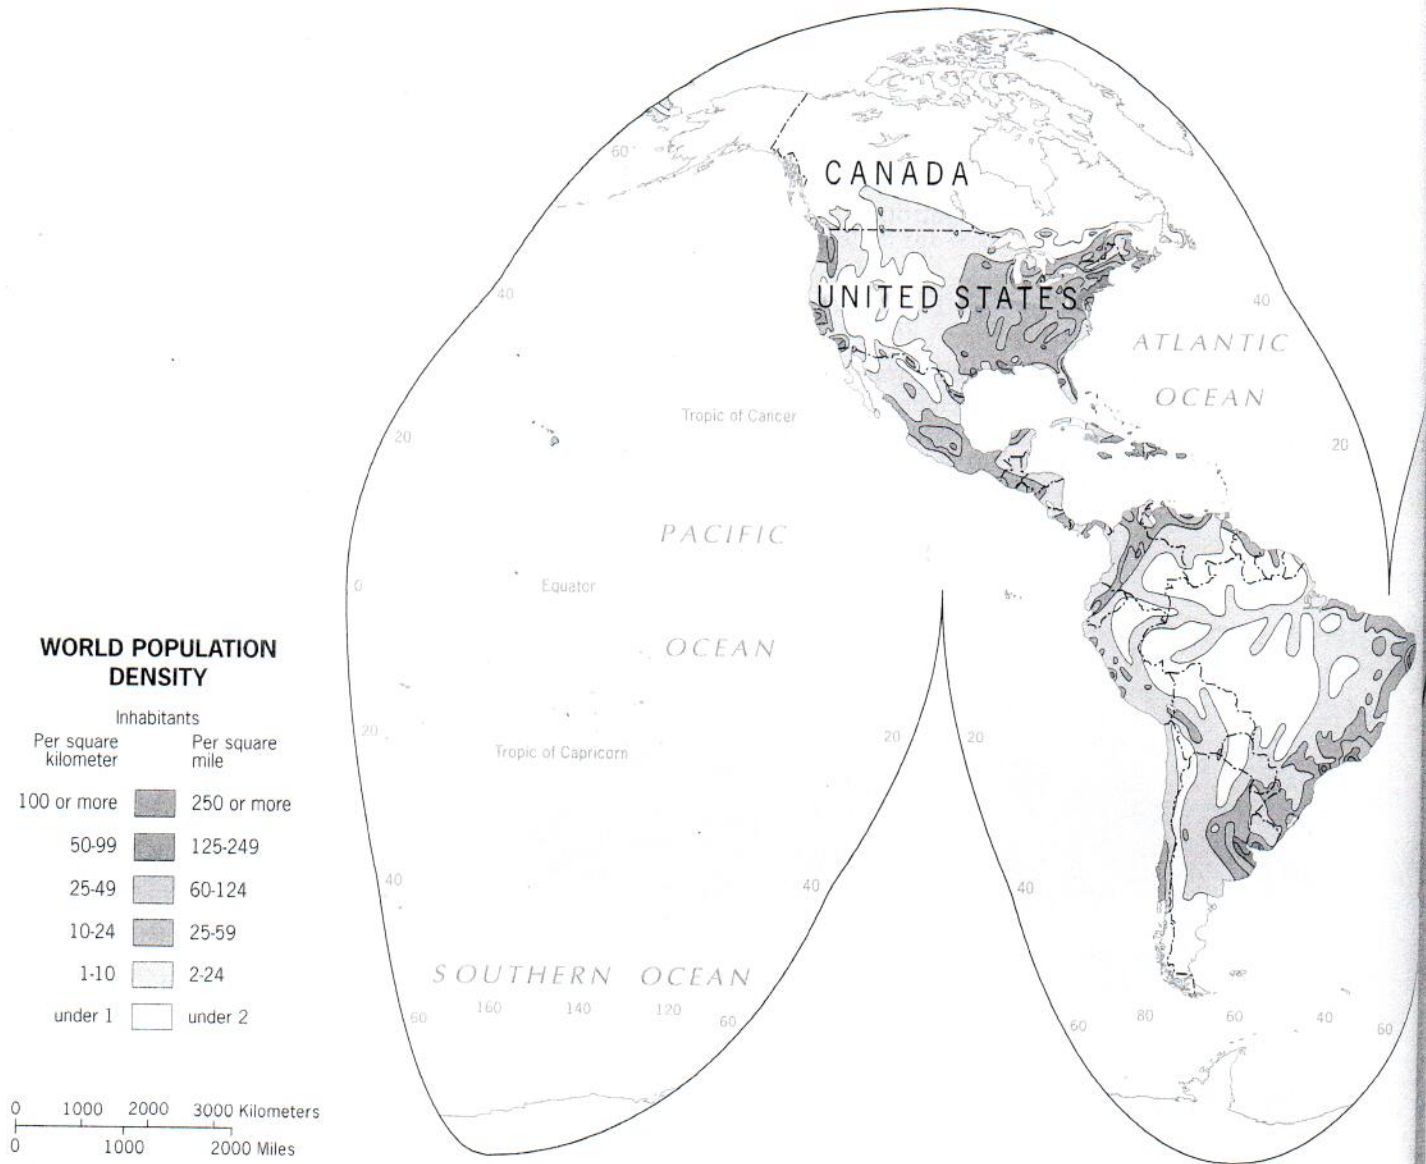 60
CANADA
40
UNITED STATES
40
ATLANTIC
OCEAN
Tropic of Cancer
20
20
PACIFIC
0
Equator
OCEAN
20
Tropic of Capricorn
20
20
40
40
40
SOUTHERN OCEAN
60
160
140
120
60
60
80
60
40
60
WORLD POPULATION
DENSITY
Inhabitants
Per square
kilometer
Per square
mile
100 or more 250 or more
50-99 125-249
25-49 60-124
10-24 25-59
1-10 2-24
under 1 under 2
0 1000 2000 3000 Kilometers
0 1000 2000 Miles